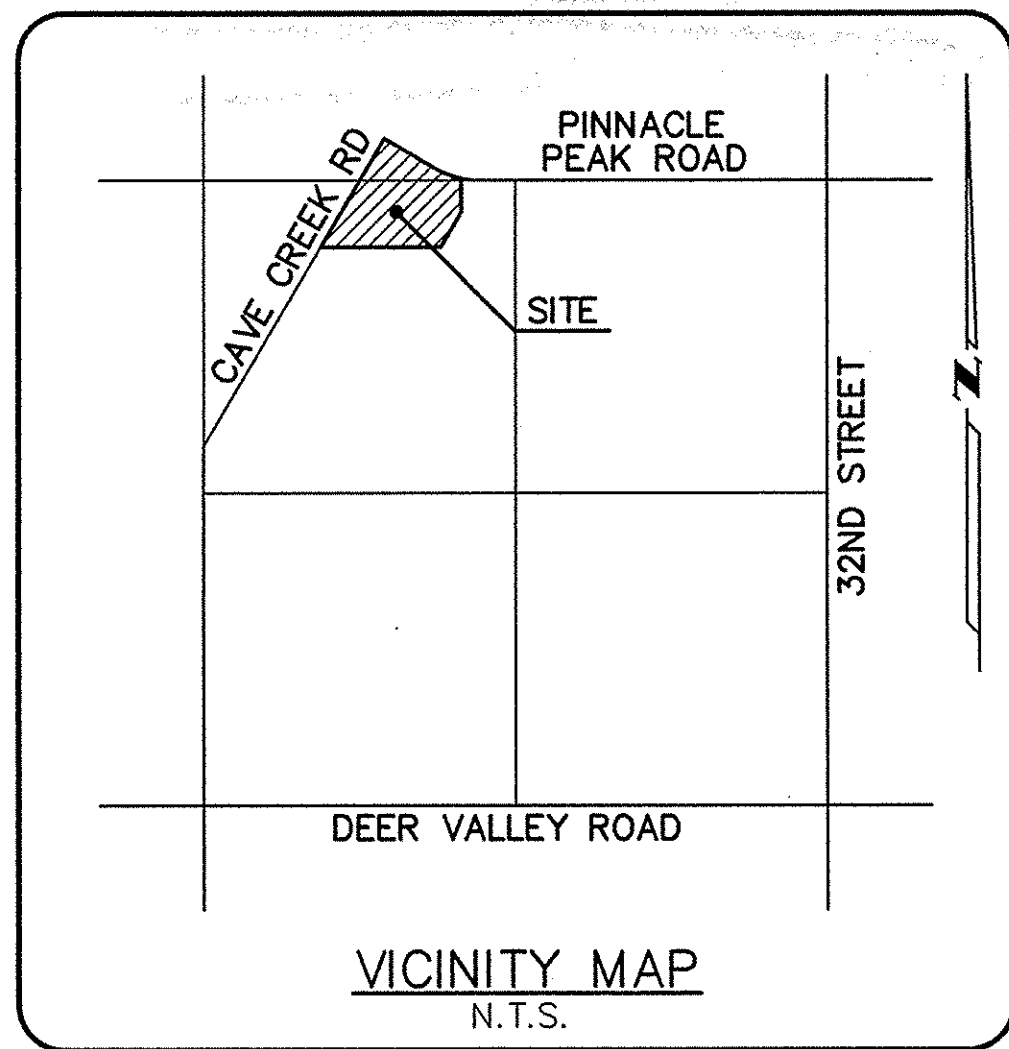 PINNACLE
PEAK ROAD
CAVE CREEK RD
SITE
Z
32ND STREET
DEER VALLEY ROAD
VICINITY MAP
N.T.S.